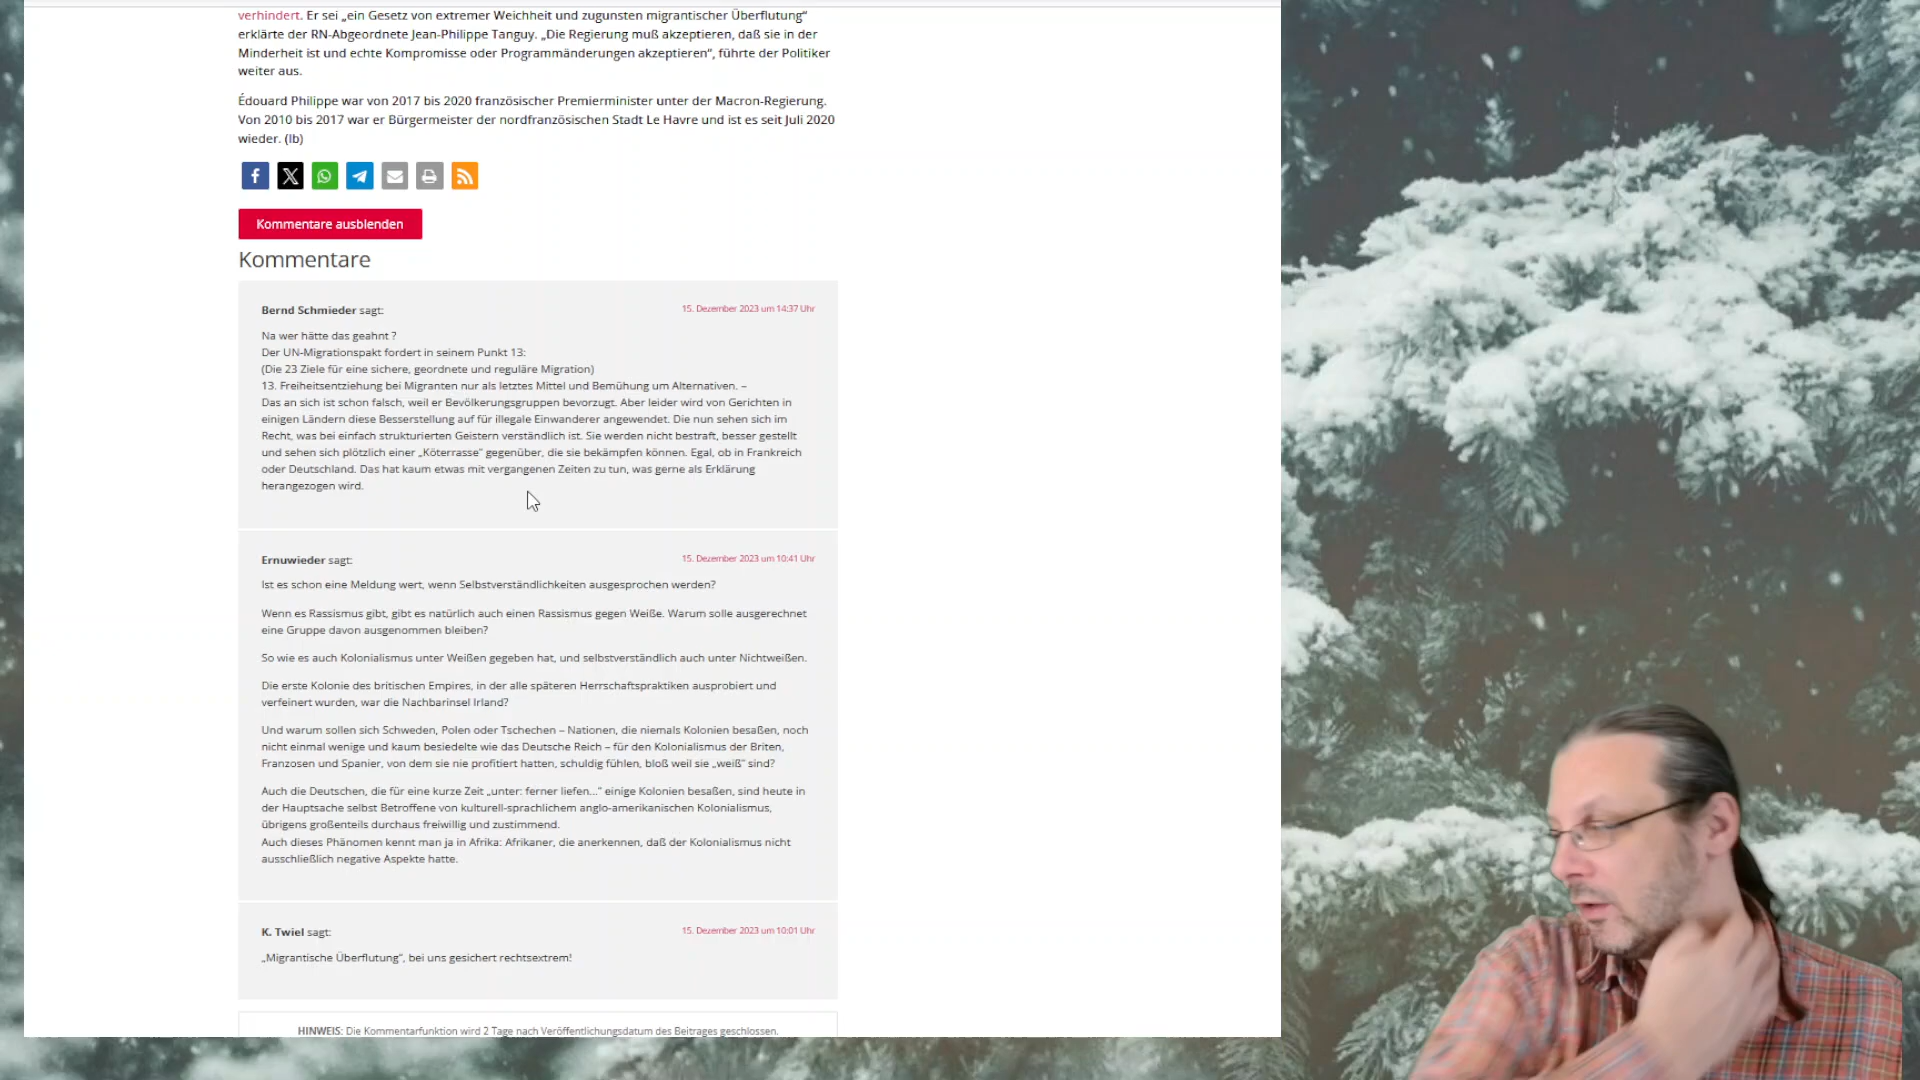 verhindert. Er sei „ein Gesetz von extremer Weichheit und zugunsten migrantischer Überflutung“
erklärte der RN-Abgeordnete Jean-Philippe Tanguy. „Die Regierung muß akzeptieren, daß sie in der
Minderheit ist und echte Kompromisse oder Programmänderungen akzeptieren“, führte der Politiker
weiter aus.
Édouard Philippe war von 2017 bis 2020 französischer Premierminister unter der Macron-Regierung.
Von 2010 bis 2017 war er Bürgermeister der nordfranzösischen Stadt Le Havre und ist es seit Juli 2020
wieder. (lb)
Kommentare ausblenden
Kommentare
Bernd Schmieder sagt:
15. Dezember 2023 um 14:37 Uhr
Na wer hätte das geahnt ?
Der UN-Migrationspakt fordert in seinem Punkt 13:
(Die 23 Ziele für eine sichere, geordnete und reguläre Migration)
13. Freiheitsentziehung bei Migranten nur als letztes Mittel und Bemühung um Alternativen. –
Das an sich ist schon falsch, weil er Bevölkerungsgruppen bevorzugt. Aber leider wird von Gerichten in
einigen Ländern diese Besserstellung auf für illegale Einwanderer angewendet. Die nun sehen sich im
Recht, was bei einfach strukturierten Geistern verständlich ist. Sie werden nicht bestraft, besser gestellt
und sehen sich plötzlich einer „Köterrasse“ gegenüber, die sie bekämpfen können. Egal, ob in Frankreich
oder Deutschland. Das hat kaum etwas mit vergangenen Zeiten zu tun, was gerne als Erklärung
herangezogen wird.
Ernuwieder sagt:
15. Dezember 2023 um 10:41 Uhr
Ist es schon eine Meldung wert, wenn Selbstverständlichkeiten ausgesprochen werden?
Wenn es Rassismus gibt, gibt es natürlich auch einen Rassismus gegen Weiße. Warum solle ausgerechnet
eine Gruppe davon ausgenommen bleiben?
So wie es auch Kolonialismus unter Weißen gegeben hat, und selbstverständlich auch unter Nichtweißen.
Die erste Kolonie des britischen Empires, in der alle späteren Herrschaftspraktiken ausprobiert und
verfeinert wurden, war die Nachbarinsel Irland?
Und warum sollen sich Schweden, Polen oder Tschechen – Nationen, die niemals Kolonien besaßen, noch
nicht einmal wenige und kaum besiedelte wie das Deutsche Reich – für den Kolonialismus der Briten,
Franzosen und Spanier, von dem sie nie profitiert hatten, schuldig fühlen, bloß weil sie „weiß“ sind?
Auch die Deutschen, die für eine kurze Zeit „unter: ferner liefen…“ einige Kolonien besaßen, sind heute in
der Hauptsache selbst Betroffene von kulturell-sprachlichem anglo-amerikanischen Kolonialismus,
übrigens großenteils durchaus freiwillig und zustimmend.
Auch dieses Phänomen kennt man ja in Afrika: Afrikaner, die anerkennen, daß der Kolonialismus nicht
ausschließlich negative Aspekte hatte.
K. Twiel sagt:
15. Dezember 2023 um 10:01 Uhr
„Migrantische Überflutung“, bei uns gesichert rechtsextrem!
HINWEIS: Die Kommentarfunktion wird 2 Tage nach Veröffentlichungsdatum des Beitrages geschlossen.